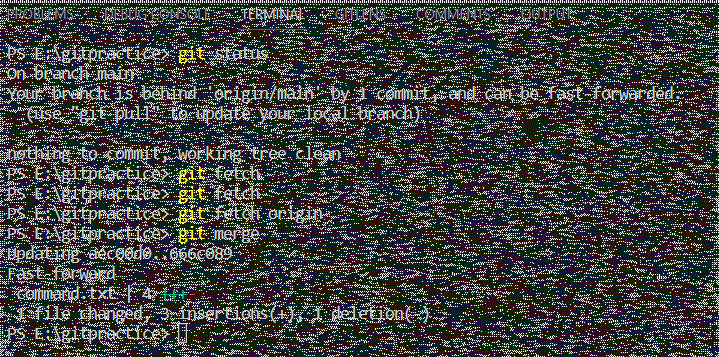 PROBLEMS DEBUG CONSOLE TERMINAL GITLENS COMMENTS OUTPUT
PS E:\gitpractice> git status
On branch main
Your branch is behind 'origin/main' by 1 commit, and can be fast-forwarded.
(use "git pull" to update your local branch)
nothing to commit, working tree clean
PS E:\gitpractice> git fetch
PS E:\gitpractice> git fetch
PS E:\gitpractice> git fetch origin
PS E:\gitpractice> git merge
Updating
Fast-forward
command.txt | 4 +++-
1 file changed, 3 insertions(+), 1 deletion(-)
PS E:\gitpractice>